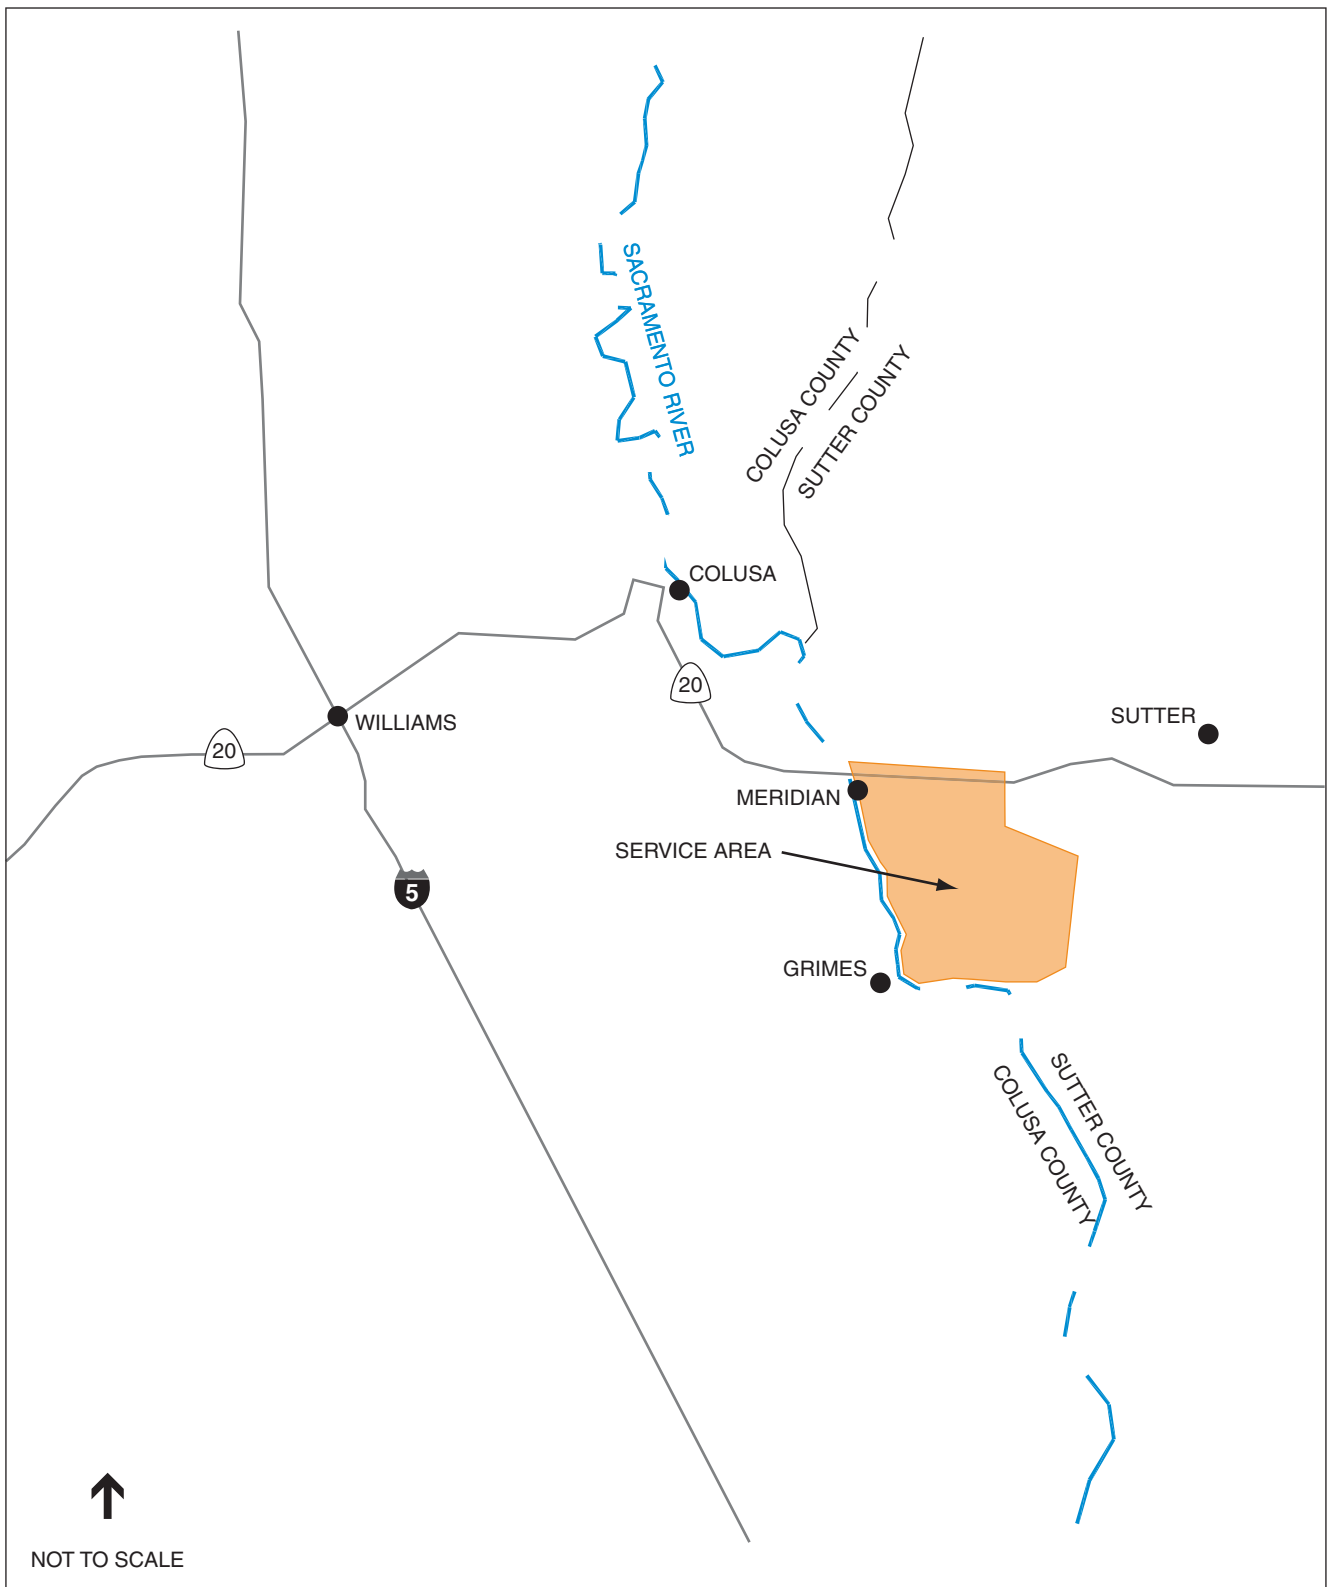 SACRAMENTO RIVER
COLUSA COUNTY
SUTTER COUNTY
COLUSA
20
SUTTER
WILLIAMS
20
MERIDIAN
SERVICE AREA
5
GRIMES
SUTTER COUNTY
COLUSA COUNTY
NOT TO SCALE